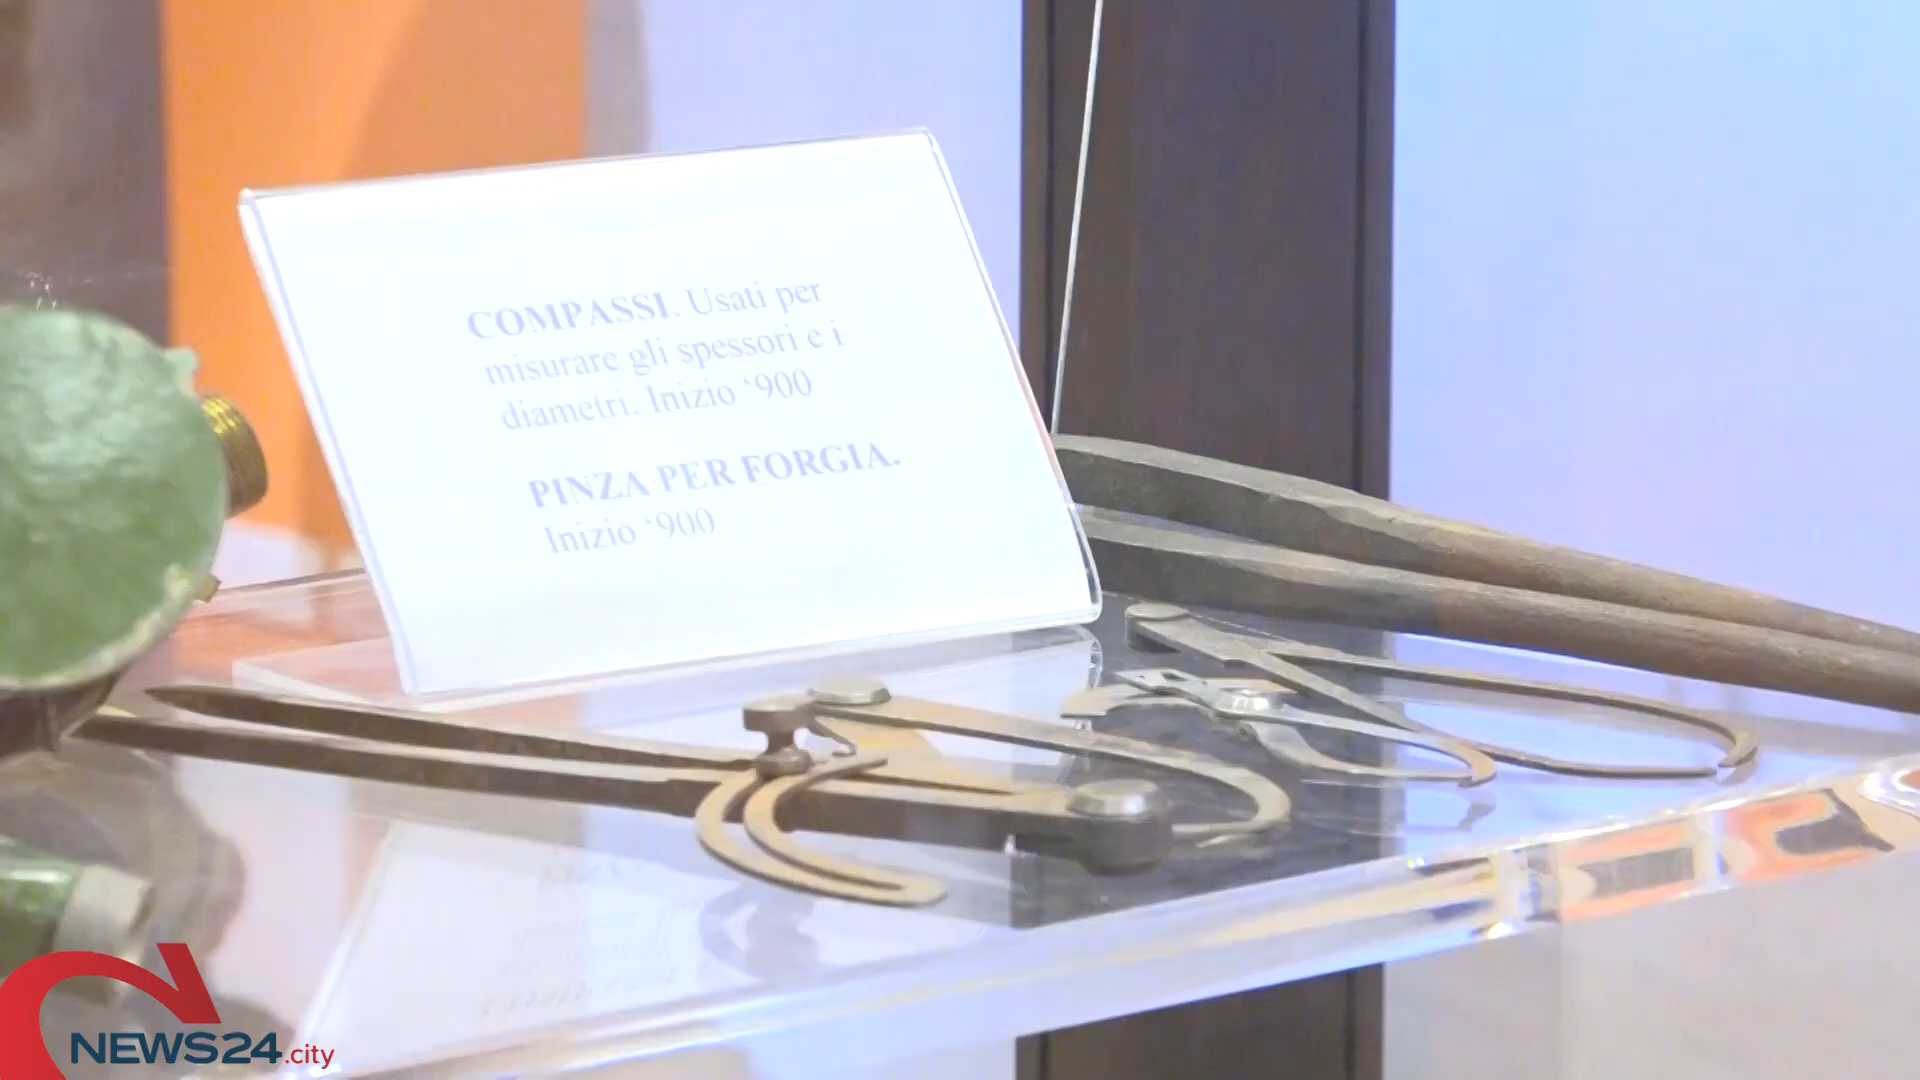 COMPASSI. Usati per
misurare gli spessori e i
diametri. Inizio ‘900
PINZA PER FORGIA.
Inizio ‘900
NEWS24.city